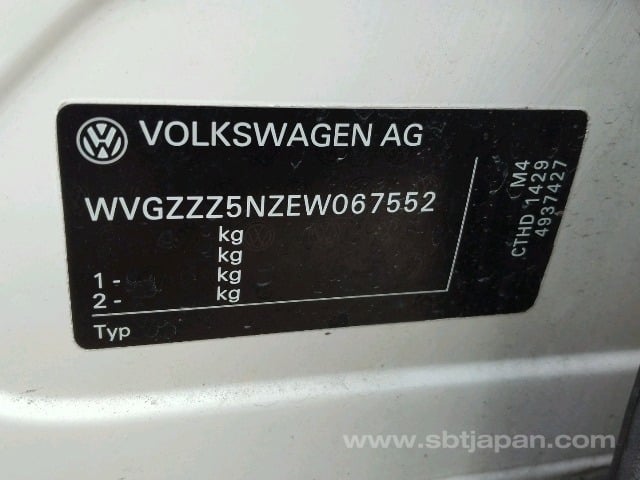 VOLKSWAGEN AG
WVGZZZ5NZEW067552
kg
kg
1 - kg
2 - kg
Typ
M4
CTHD 1429
4937427
www.sbtjapan.com